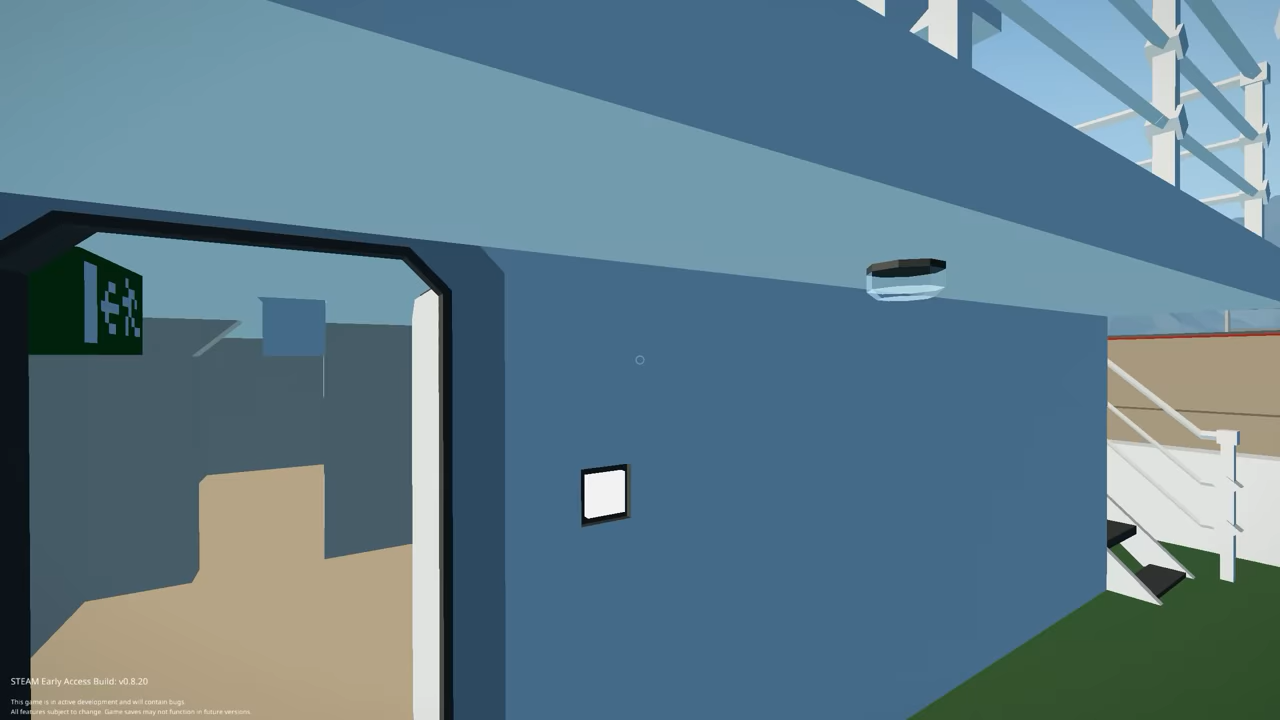 STEAM Early Access Build: v0.8.20
This game is in active development and will contain bugs.
All features subject to change. Game saves may not function in future versions.